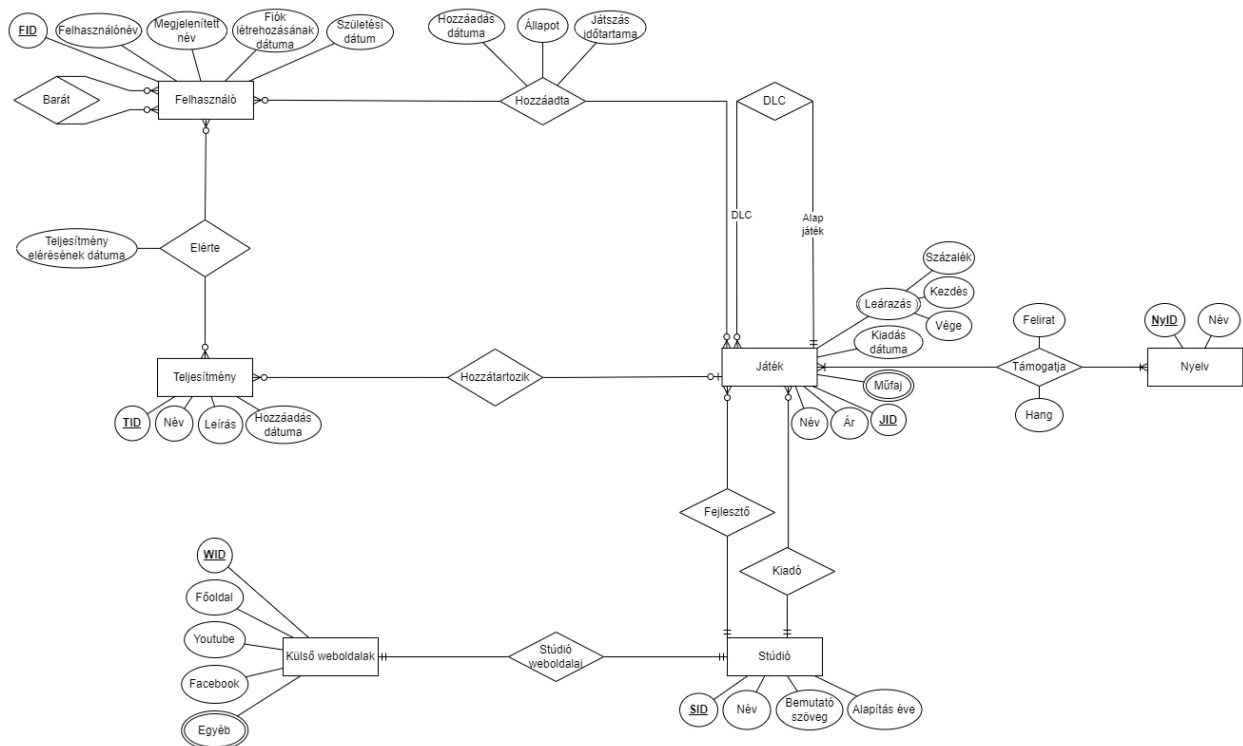 FID
Felhasználónév
Megjelenített
név
Fiók
létrehozásának
dátuma
Születési
dátum
Hozzáadás
dátuma
Állapot
Játszás
időtartama
Barát
Felhasználó
Hozzáadta
DLC
DLC
Alap
játék
Teljesítmény
elérésének dátuma
Elérte
Százalék
Leárazás
Kezdés
Vége
Kiadás
dátuma
Felirat
NyID
Név
Teljesítmény
Hozzátartozik
Játék
Támogatja
Nyelv
Műfaj
TID
Név
Leírás
Hozzáadás
dátuma
Név
Ár
JID
Hang
Fejlesztő
Kiadó
WID
Főoldal
Youtube
Külső weboldalak
Stúdió
weboldalaj
Stúdió
Facebook
Egyéb
SID
Név
Bemutató
szöveg
Alapítás éve